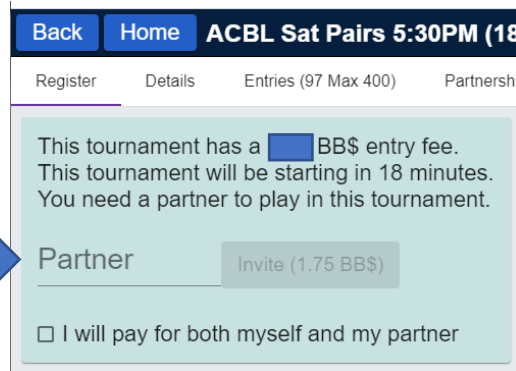 Back Home ACBL Sat Pairs 5:30PM (18
Register Details Entries (97 Max 400) Partnersh
This tournament has a BB$ entry fee.
This tournament will be starting in 18 minutes.
You need a partner to play in this tournament.
Partner Invite (1.75 BB$)
I will pay for both myself and my partner